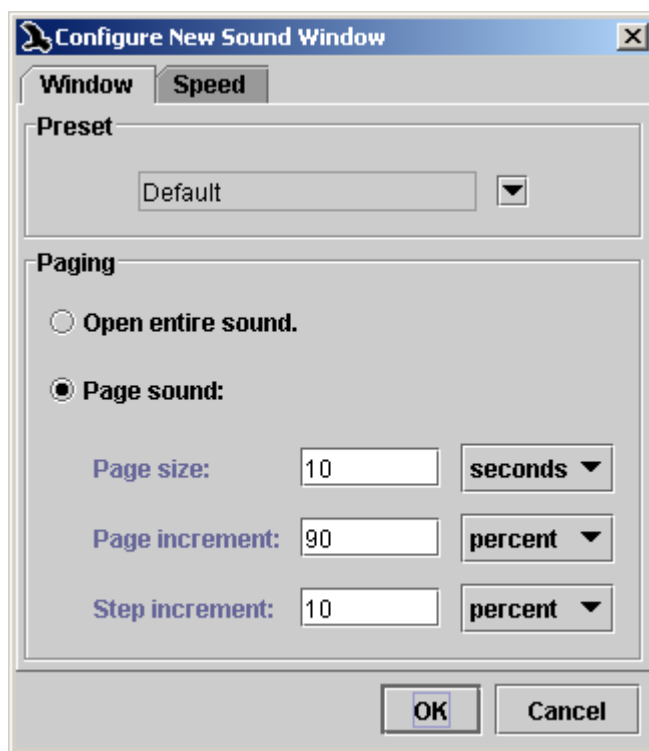 Configure New Sound Window
Window Speed
Preset
Default
Paging
Open entire sound.
Page sound:
Page size: 10 seconds
Page increment: 90 percent
Step increment: 10 percent
OK Cancel